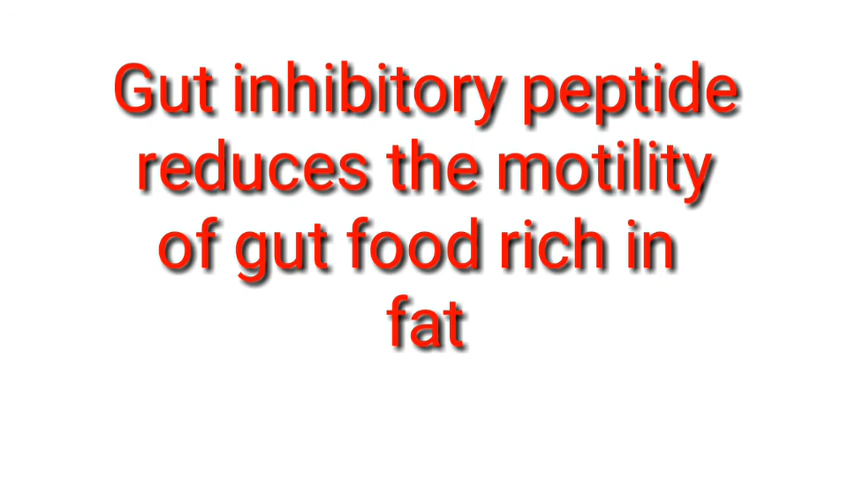 Gut inhibitory peptide
reduces the motility
of gut food rich in
fat